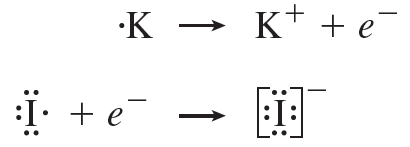 ·K ⟶ K⁺ + e⁻
:Ï· + e⁻ ⟶ [:Ï:]⁻